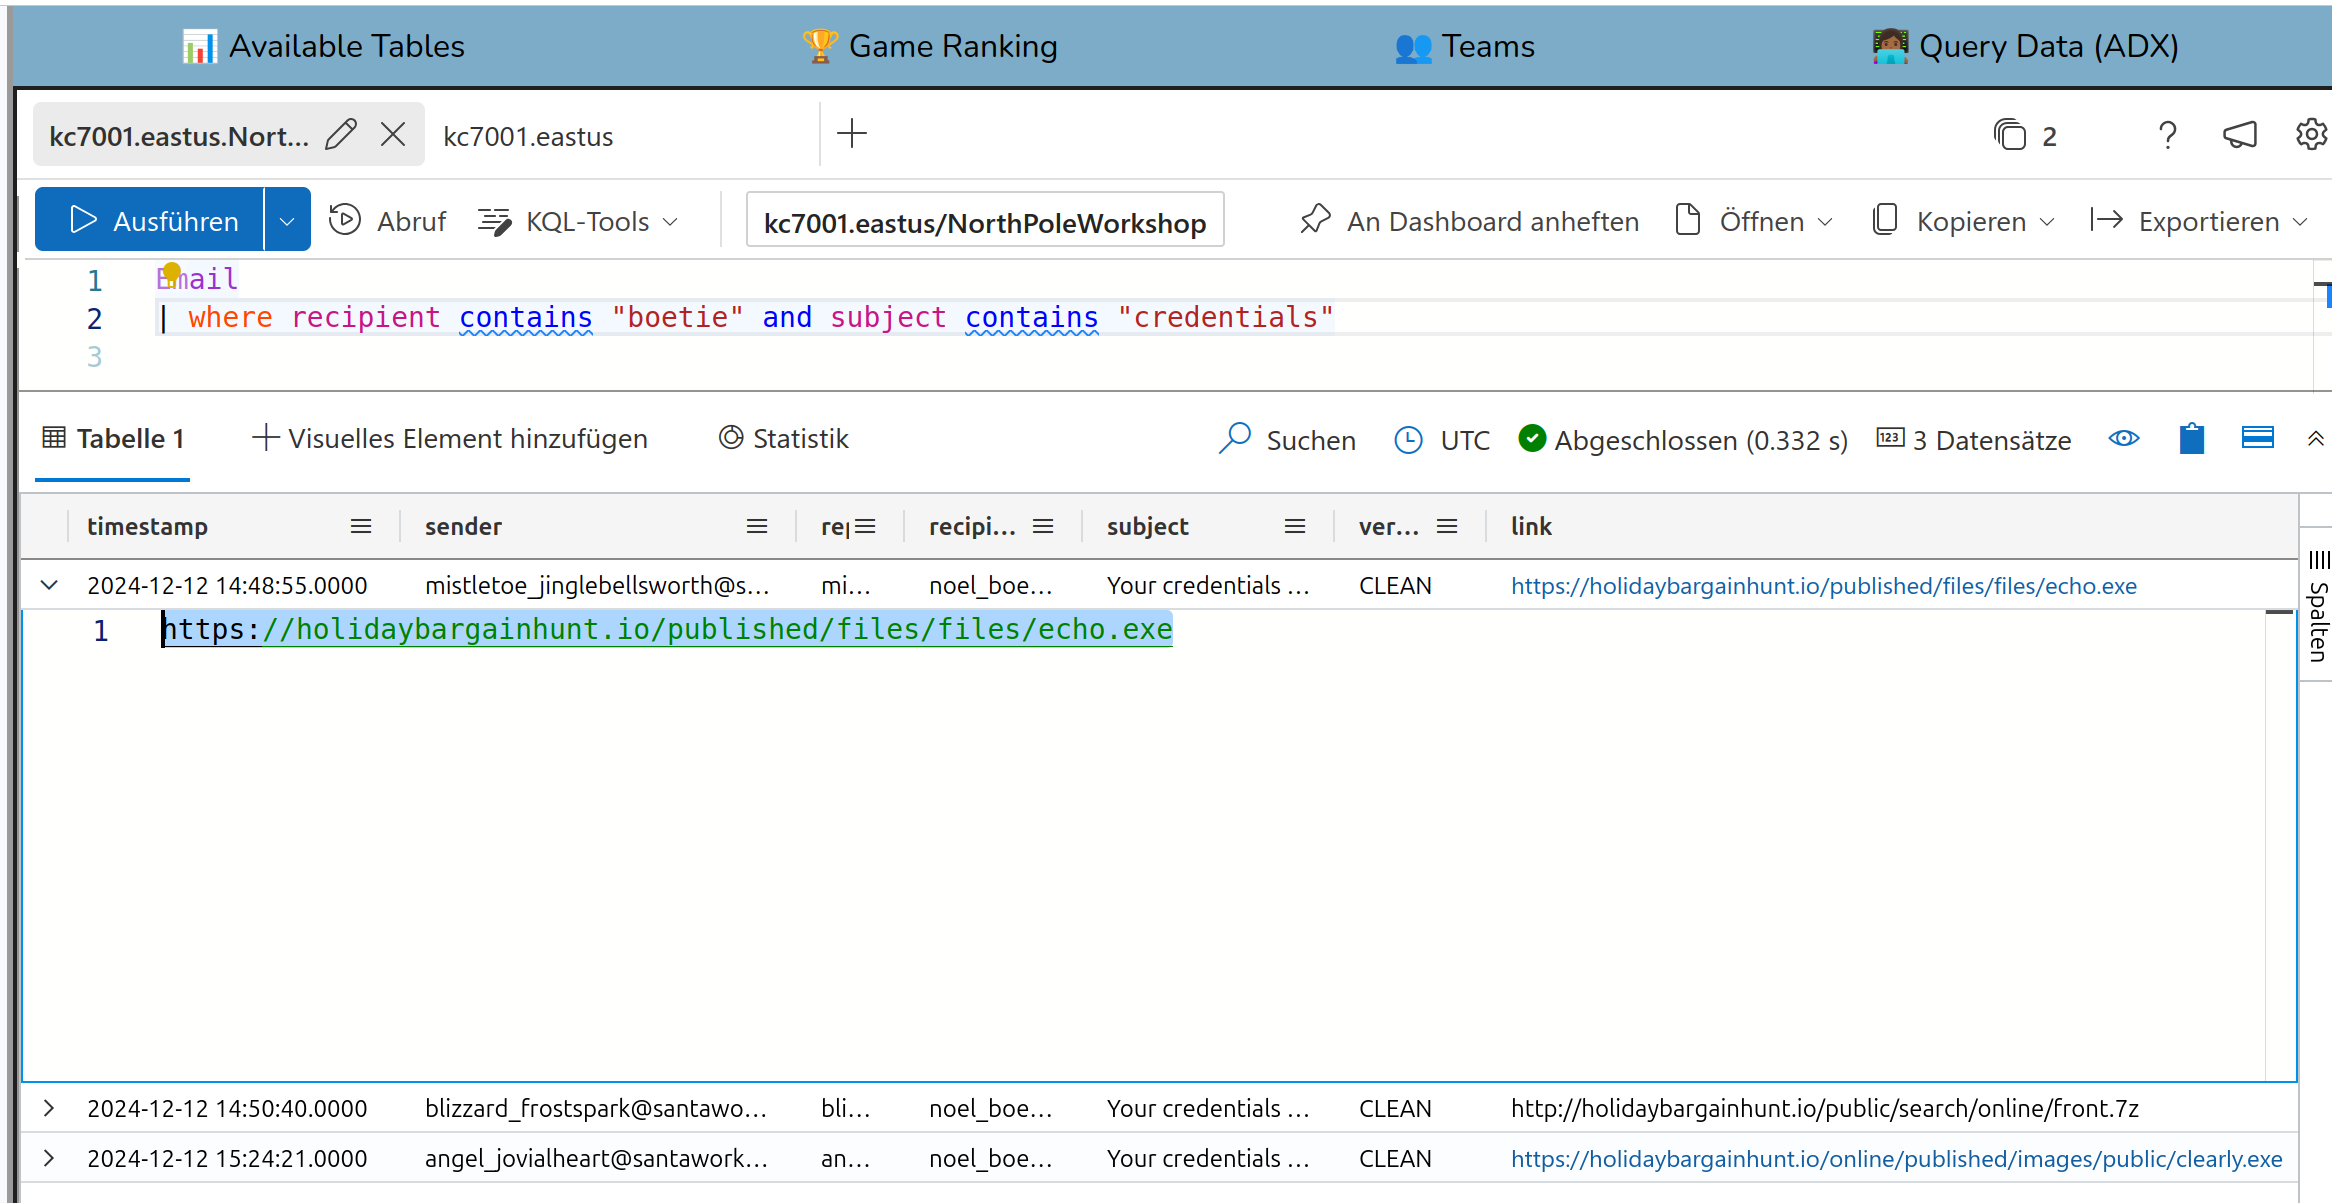 Available Tables
Game Ranking
Teams
Query Data (ADX)
kc7001.eastus.Nort...
kc7001.eastus
2
Ausführen
Abruf
KQL-Tools
kc7001.eastus/NorthPoleWorkshop
An Dashboard anheften
Öffnen
Kopieren
Exportieren
1 Email
2 | where recipient contains "boetie" and subject contains "credentials"
3
Tabelle 1
Visuelles Element hinzufügen
Statistik
Suchen
UTC
Abgeschlossen (0.332 s)
123 3 Datensätze
timestamp sender rep recipi... subject ver... link
2024-12-12 14:48:55.0000 mistletoe_jinglebellsworth@s... mi... noel_boe... Your credentials ... CLEAN https://holidaybargainhunt.io/published/files/files/echo.exe
1 https://holidaybargainhunt.io/published/files/files/echo.exe
2024-12-12 14:50:40.0000 blizzard_frostspark@santawo... bli... noel_boe... Your credentials ... CLEAN http://holidaybargainhunt.io/public/search/online/front.7z
2024-12-12 15:24:21.0000 angel_jovialheart@santawork... an... noel_boe... Your credentials ... CLEAN https://holidaybargainhunt.io/online/published/images/public/clearly.exe
Spalten